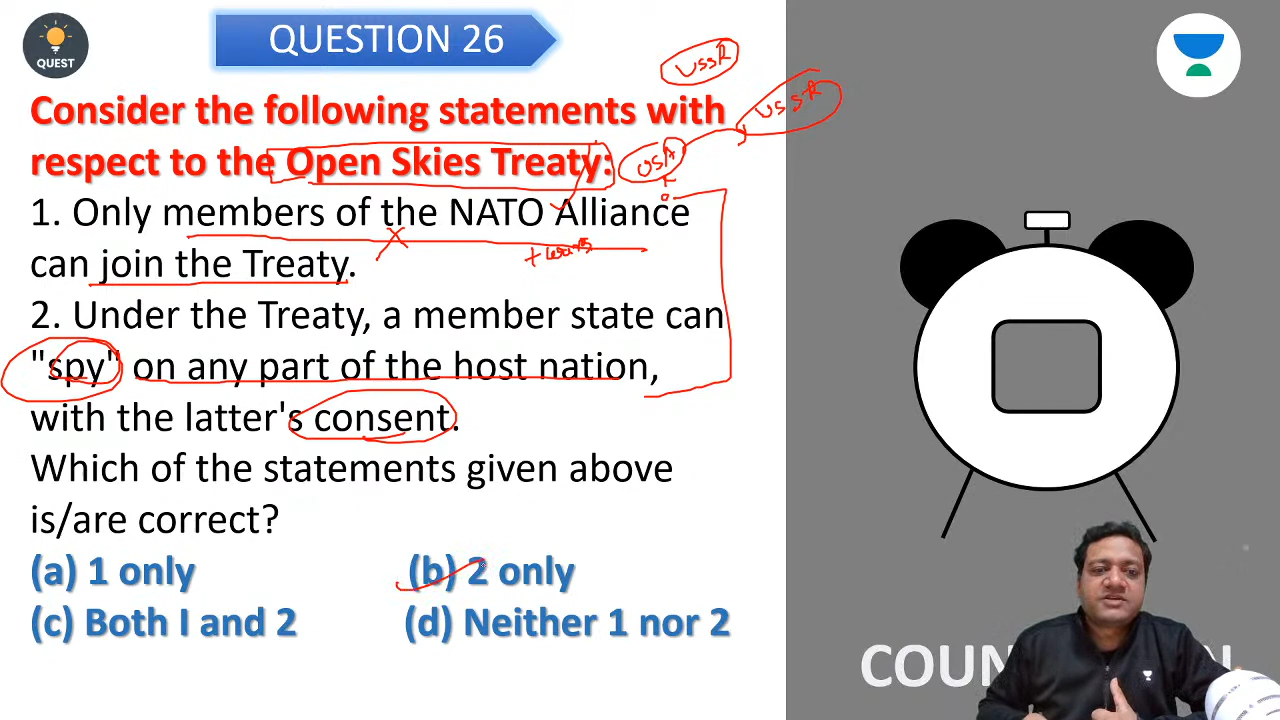 QUEST
QUESTION 26
USSR
USSR
Consider the following statements with
respect to the Open Skies Treaty:
USA
1. Only members of the NATO Alliance
can join the Treaty.
2. Under the Treaty, a member state can
"spy" on any part of the host nation,
with the latter's consent.
Which of the statements given above
is/are correct?
(a) 1 only
(b) 2 only
(c) Both I and 2
(d) Neither 1 nor 2
COUN
N